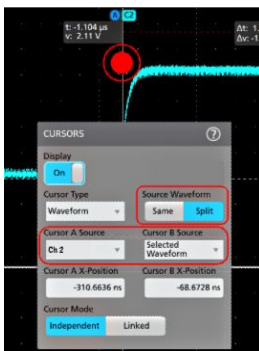 A C2
t: -1.104 µs
v: 2.11 V
Δt: 1.
Δv: -1.
CURSORS ?
Display
On
Cursor Type
Source Waveform
Waveform
Same Split
Cursor A Source
Cursor B Source
Ch 2
Selected
Waveform
Cursor A X-Position
Cursor B X-Position
-310.6636 ns
-68.6728 ns
Cursor Mode
Independent Linked